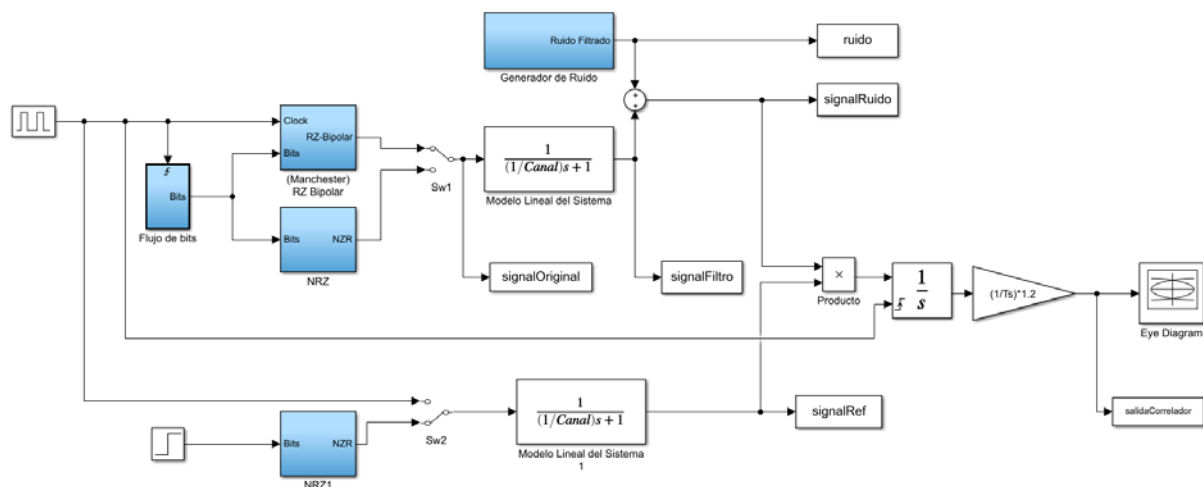 Ruido Filtrado
Generador de Ruido
ruido
signalRuido
+
+
Clock
RZ-Bipolar
Bits
(Manchester)
RZ Bipolar
Bits
Flujo de bits
Bits
NZR
NRZ
Sw1
1
(1/Canal)s+1
Modelo Lineal del Sistema
signalOriginal
signalFiltro
×
Producto
1
s
(1/Ts)*1.2
Eye Diagram
Bits
NZR
NRZ1
Sw2
1
(1/Canal)s+1
Modelo Lineal del Sistema
1
signalRef
salidaCorrelador